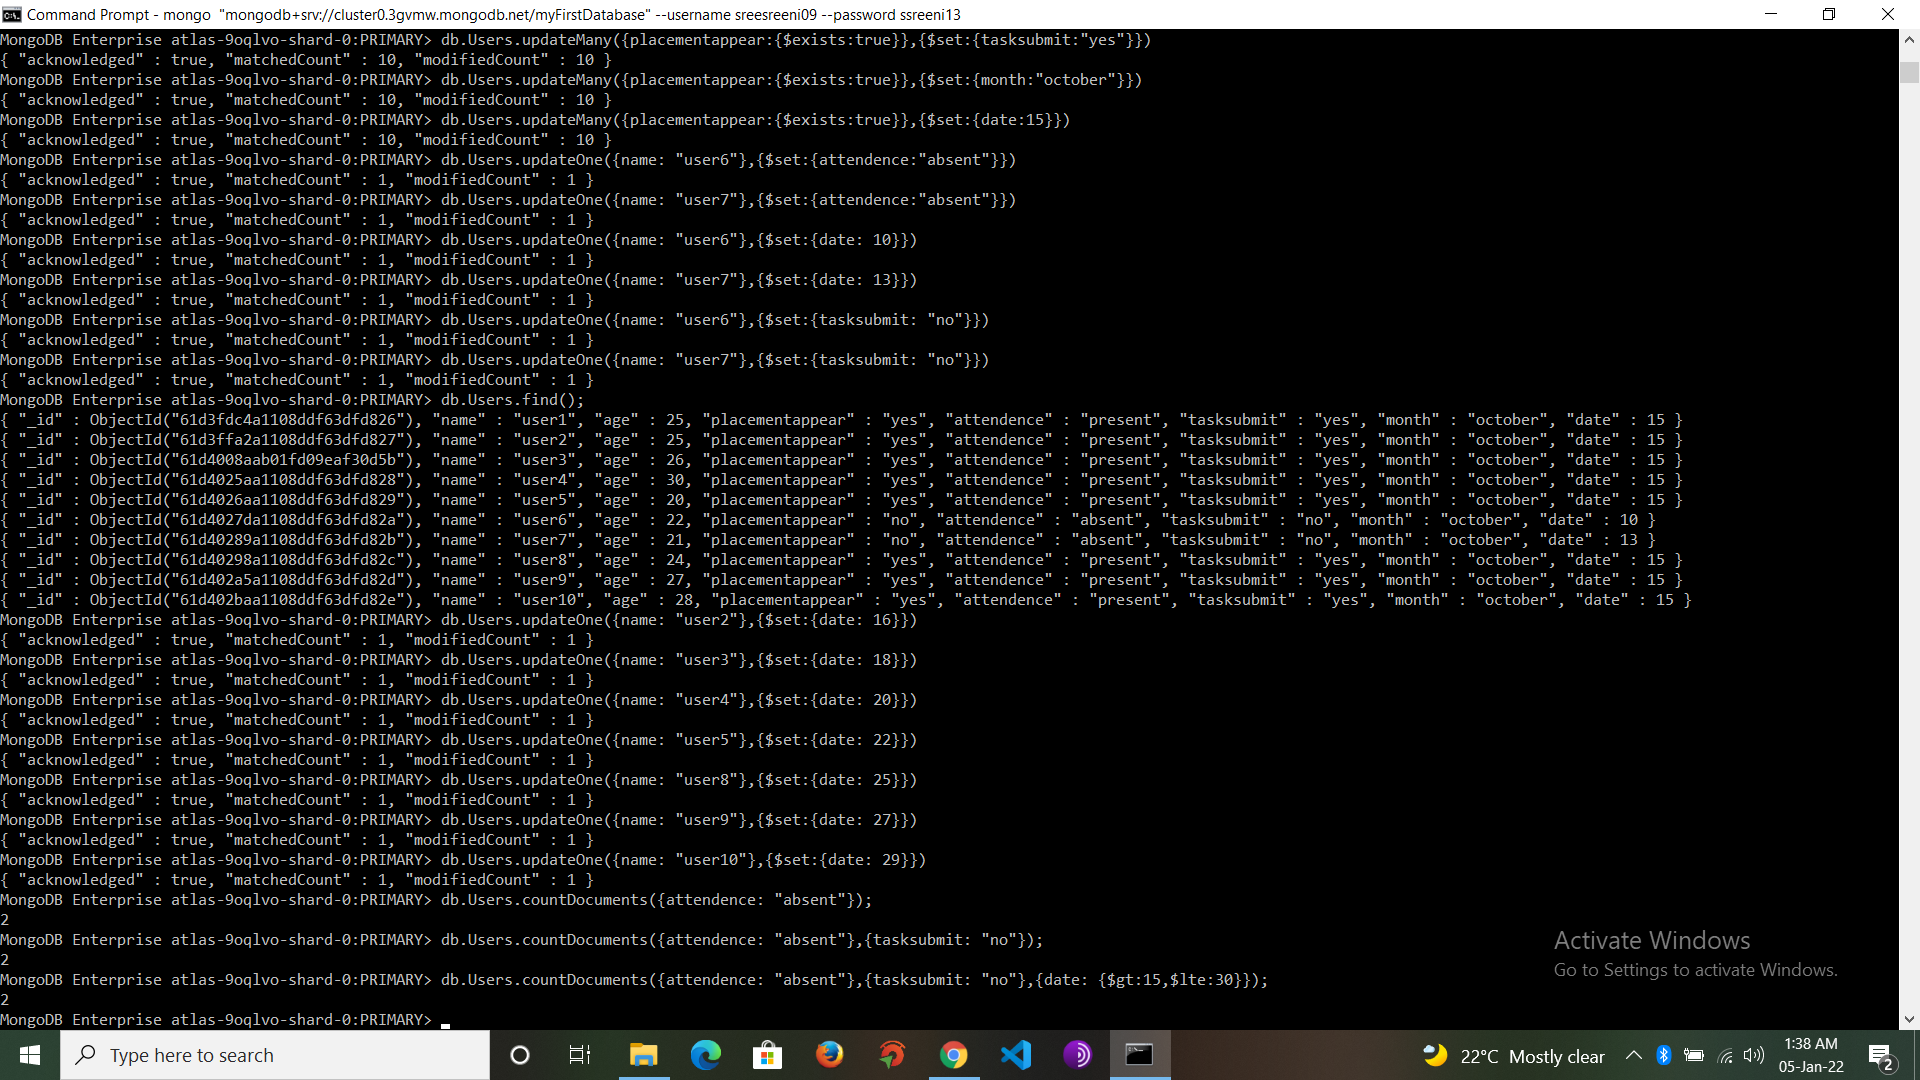 Command Prompt - mongo "mongodb+srv://cluster0.3gvmw.mongodb.net/myFirstDatabase" --username sreesreeni09 --password ssreeni13
MongoDB Enterprise atlas-9oqlvo-shard-0:PRIMARY> db.Users.updateMany({placementappear:{$exists:true}},{$set:{tasksubmit:"yes"}})
{ "acknowledged" : true, "matchedCount" : 10, "modifiedCount" : 10 }
MongoDB Enterprise atlas-9oqlvo-shard-0:PRIMARY> db.Users.updateMany({placementappear:{$exists:true}},{$set:{month:"october"}})
{ "acknowledged" : true, "matchedCount" : 10, "modifiedCount" : 10 }
MongoDB Enterprise atlas-9oqlvo-shard-0:PRIMARY> db.Users.updateMany({placementappear:{$exists:true}},{$set:{date:15}})
{ "acknowledged" : true, "matchedCount" : 10, "modifiedCount" : 10 }
MongoDB Enterprise atlas-9oqlvo-shard-0:PRIMARY> db.Users.updateOne({name: "user6"},{$set:{attendence:"absent"}})
{ "acknowledged" : true, "matchedCount" : 1, "modifiedCount" : 1 }
MongoDB Enterprise atlas-9oqlvo-shard-0:PRIMARY> db.Users.updateOne({name: "user7"},{$set:{attendence:"absent"}})
{ "acknowledged" : true, "matchedCount" : 1, "modifiedCount" : 1 }
MongoDB Enterprise atlas-9oqlvo-shard-0:PRIMARY> db.Users.updateOne({name: "user6"},{$set:{date: 10}})
{ "acknowledged" : true, "matchedCount" : 1, "modifiedCount" : 1 }
MongoDB Enterprise atlas-9oqlvo-shard-0:PRIMARY> db.Users.updateOne({name: "user7"},{$set:{date: 13}})
{ "acknowledged" : true, "matchedCount" : 1, "modifiedCount" : 1 }
MongoDB Enterprise atlas-9oqlvo-shard-0:PRIMARY> db.Users.updateOne({name: "user6"},{$set:{tasksubmit: "no"}})
{ "acknowledged" : true, "matchedCount" : 1, "modifiedCount" : 1 }
MongoDB Enterprise atlas-9oqlvo-shard-0:PRIMARY> db.Users.updateOne({name: "user7"},{$set:{tasksubmit: "no"}})
{ "acknowledged" : true, "matchedCount" : 1, "modifiedCount" : 1 }
MongoDB Enterprise atlas-9oqlvo-shard-0:PRIMARY> db.Users.find();
{ "_id" : ObjectId("61d3fdc4a1108ddf63dfd826"), "name" : "user1", "age" : 25, "placementappear" : "yes", "attendence" : "present", "tasksubmit" : "yes", "month" : "october", "date" : 15 }
{ "_id" : ObjectId("61d3ffa2a1108ddf63dfd827"), "name" : "user2", "age" : 25, "placementappear" : "yes", "attendence" : "present", "tasksubmit" : "yes", "month" : "october", "date" : 15 }
{ "_id" : ObjectId("61d4008aab01fd09eaf30d5b"), "name" : "user3", "age" : 26, "placementappear" : "yes", "attendence" : "present", "tasksubmit" : "yes", "month" : "october", "date" : 15 }
{ "_id" : ObjectId("61d4025aa1108ddf63dfd828"), "name" : "user4", "age" : 30, "placementappear" : "yes", "attendence" : "present", "tasksubmit" : "yes", "month" : "october", "date" : 15 }
{ "_id" : ObjectId("61d4026aa1108ddf63dfd829"), "name" : "user5", "age" : 20, "placementappear" : "yes", "attendence" : "present", "tasksubmit" : "yes", "month" : "october", "date" : 15 }
{ "_id" : ObjectId("61d4027da1108ddf63dfd82a"), "name" : "user6", "age" : 22, "placementappear" : "no", "attendence" : "absent", "tasksubmit" : "no", "month" : "october", "date" : 10 }
{ "_id" : ObjectId("61d40289a1108ddf63dfd82b"), "name" : "user7", "age" : 21, "placementappear" : "no", "attendence" : "absent", "tasksubmit" : "no", "month" : "october", "date" : 13 }
{ "_id" : ObjectId("61d40298a1108ddf63dfd82c"), "name" : "user8", "age" : 24, "placementappear" : "yes", "attendence" : "present", "tasksubmit" : "yes", "month" : "october", "date" : 15 }
{ "_id" : ObjectId("61d402a5a1108ddf63dfd82d"), "name" : "user9", "age" : 27, "placementappear" : "yes", "attendence" : "present", "tasksubmit" : "yes", "month" : "october", "date" : 15 }
{ "_id" : ObjectId("61d402baa1108ddf63dfd82e"), "name" : "user10", "age" : 28, "placementappear" : "yes", "attendence" : "present", "tasksubmit" : "yes", "month" : "october", "date" : 15 }
MongoDB Enterprise atlas-9oqlvo-shard-0:PRIMARY> db.Users.updateOne({name: "user2"},{$set:{date: 16}})
{ "acknowledged" : true, "matchedCount" : 1, "modifiedCount" : 1 }
MongoDB Enterprise atlas-9oqlvo-shard-0:PRIMARY> db.Users.updateOne({name: "user3"},{$set:{date: 18}})
{ "acknowledged" : true, "matchedCount" : 1, "modifiedCount" : 1 }
MongoDB Enterprise atlas-9oqlvo-shard-0:PRIMARY> db.Users.updateOne({name: "user4"},{$set:{date: 20}})
{ "acknowledged" : true, "matchedCount" : 1, "modifiedCount" : 1 }
MongoDB Enterprise atlas-9oqlvo-shard-0:PRIMARY> db.Users.updateOne({name: "user5"},{$set:{date: 22}})
{ "acknowledged" : true, "matchedCount" : 1, "modifiedCount" : 1 }
MongoDB Enterprise atlas-9oqlvo-shard-0:PRIMARY> db.Users.updateOne({name: "user8"},{$set:{date: 25}})
{ "acknowledged" : true, "matchedCount" : 1, "modifiedCount" : 1 }
MongoDB Enterprise atlas-9oqlvo-shard-0:PRIMARY> db.Users.updateOne({name: "user9"},{$set:{date: 27}})
{ "acknowledged" : true, "matchedCount" : 1, "modifiedCount" : 1 }
MongoDB Enterprise atlas-9oqlvo-shard-0:PRIMARY> db.Users.updateOne({name: "user10"},{$set:{date: 29}})
{ "acknowledged" : true, "matchedCount" : 1, "modifiedCount" : 1 }
MongoDB Enterprise atlas-9oqlvo-shard-0:PRIMARY> db.Users.countDocuments({attendence: "absent"});
2
MongoDB Enterprise atlas-9oqlvo-shard-0:PRIMARY> db.Users.countDocuments({attendence: "absent"},{tasksubmit: "no"});
2
MongoDB Enterprise atlas-9oqlvo-shard-0:PRIMARY> db.Users.countDocuments({attendence: "absent"},{tasksubmit: "no"},{date: {$gt:15,$lte:30}});
2
MongoDB Enterprise atlas-9oqlvo-shard-0:PRIMARY>
Activate Windows
Go to Settings to activate Windows.
Type here to search
22°C Mostly clear
1:38 AM
05-Jan-22
2